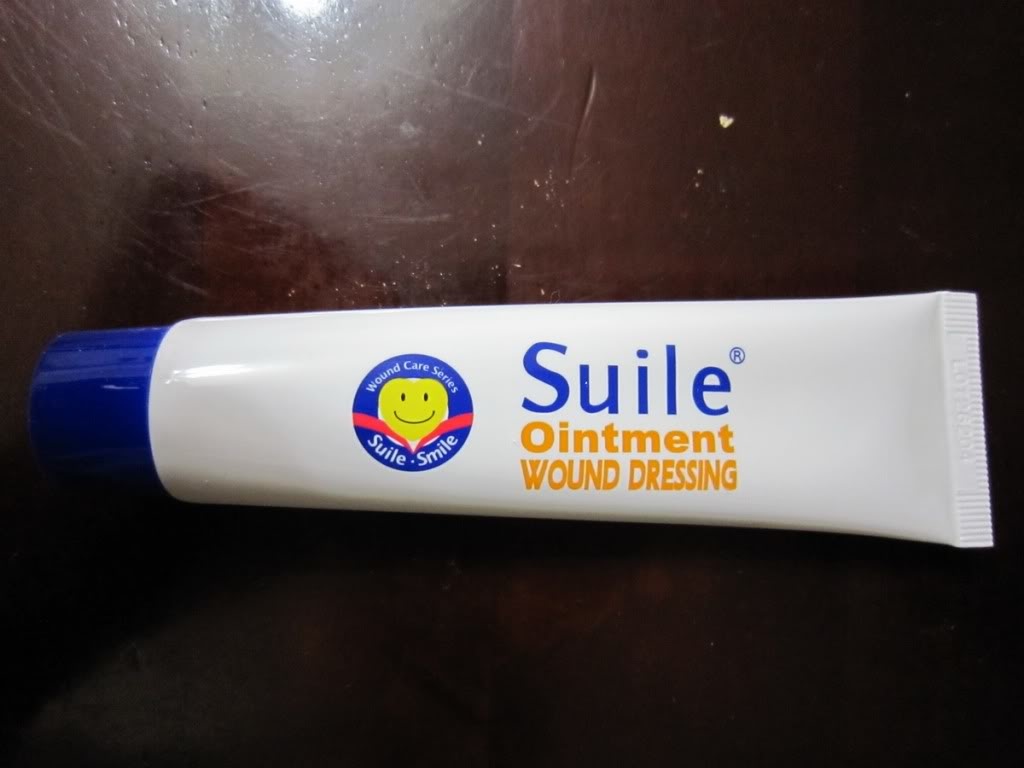 Wound Care Series
Suile · Smile
Suile®
Ointment
WOUND DRESSING